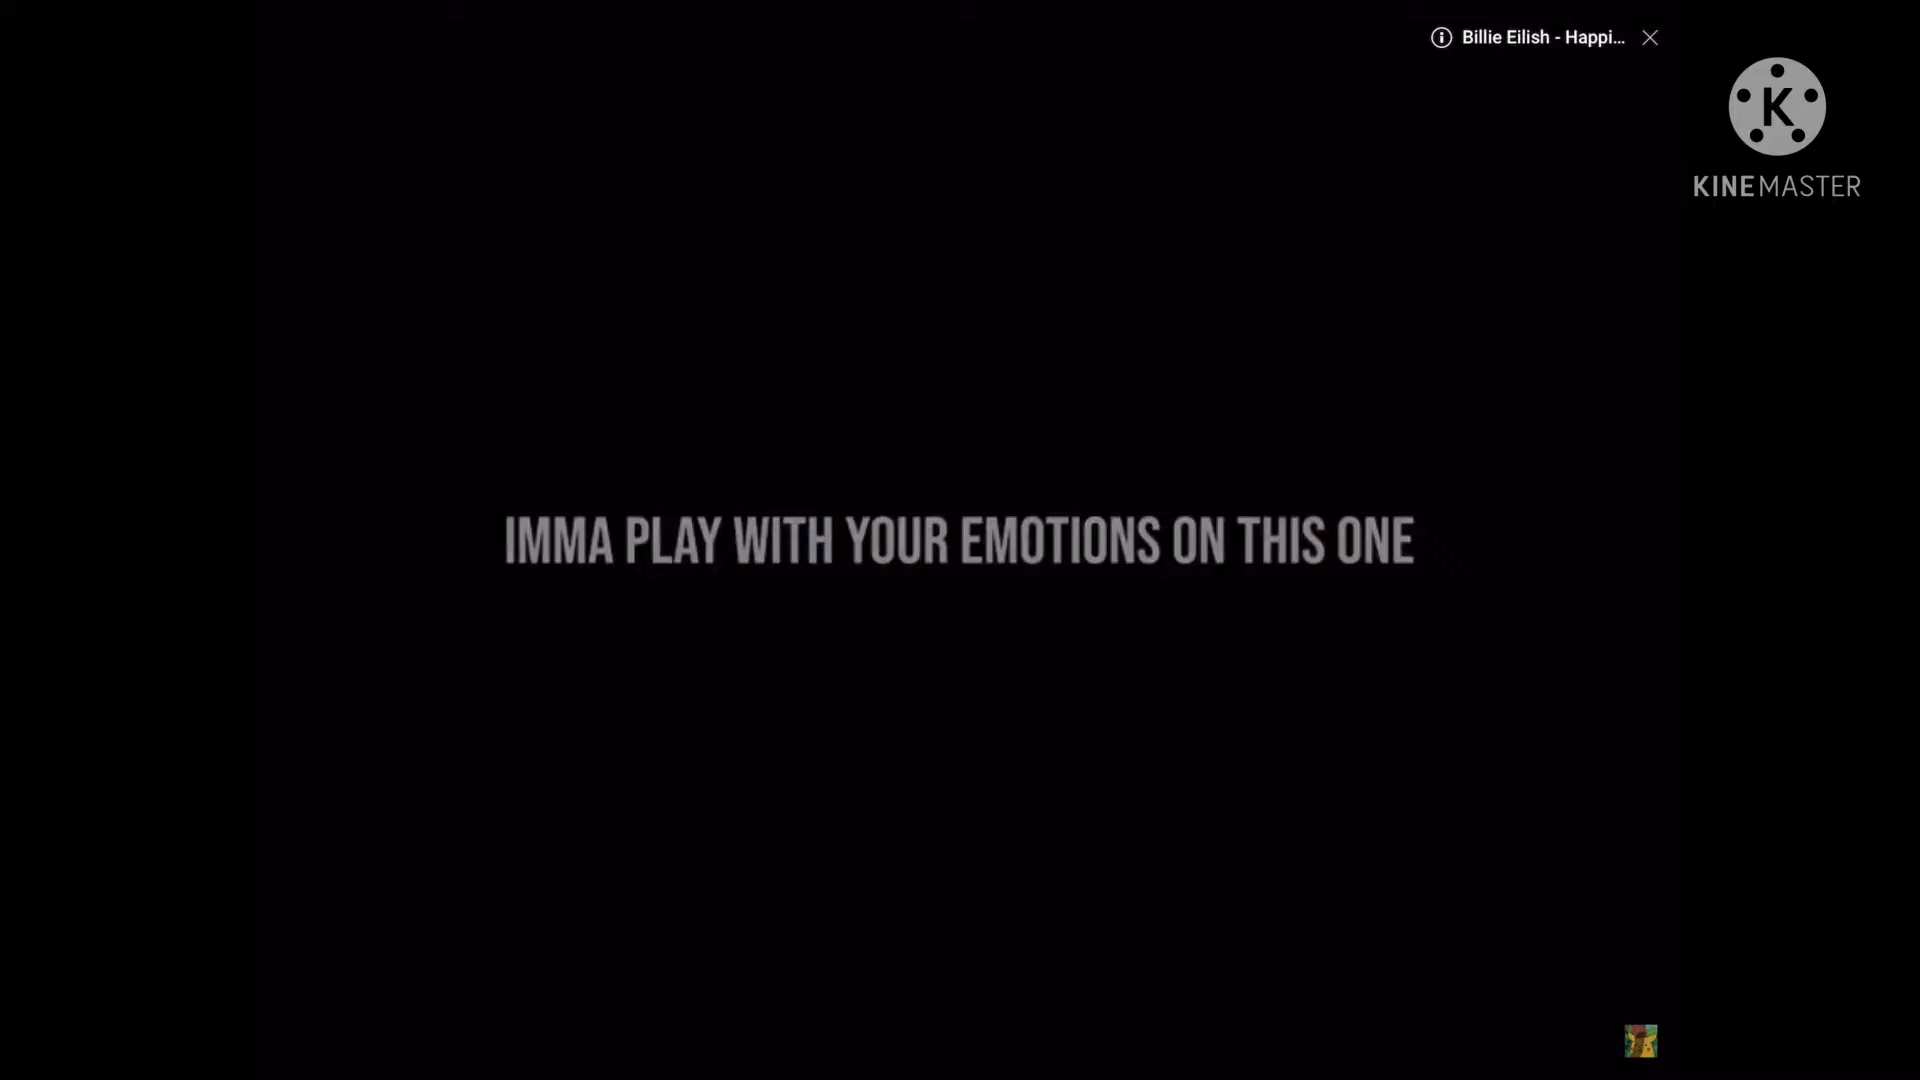 Billie Eilish - Happi...
K
KINEMASTER
IMMA PLAY WITH YOUR EMOTIONS ON THIS ONE